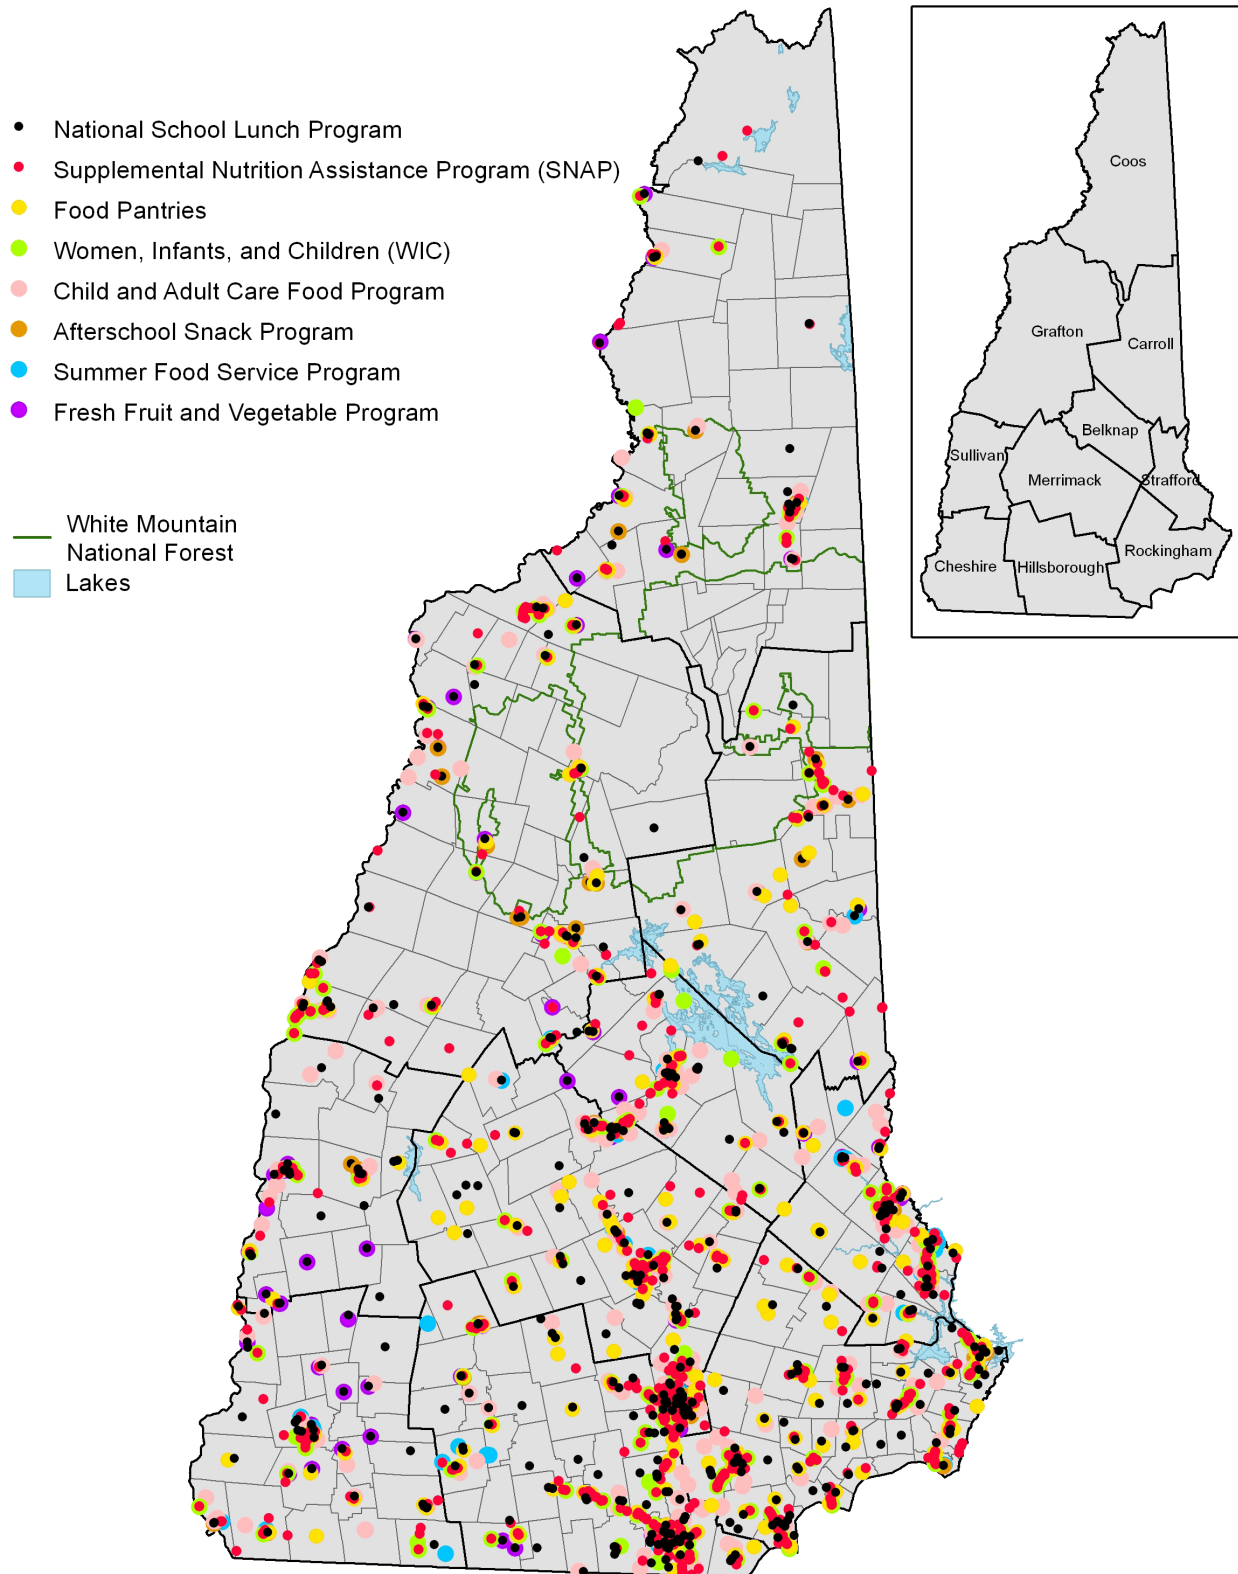 National School Lunch Program
Supplemental Nutrition Assistance Program (SNAP)
Food Pantries
Women, Infants, and Children (WIC)
Child and Adult Care Food Program
Afterschool Snack Program
Summer Food Service Program
Fresh Fruit and Vegetable Program
White Mountain
National Forest
Lakes
Coos
Grafton
Carroll
Belknap
Sullivan
Merrimack
Strafford
Rockingham
Cheshire
Hillsborough